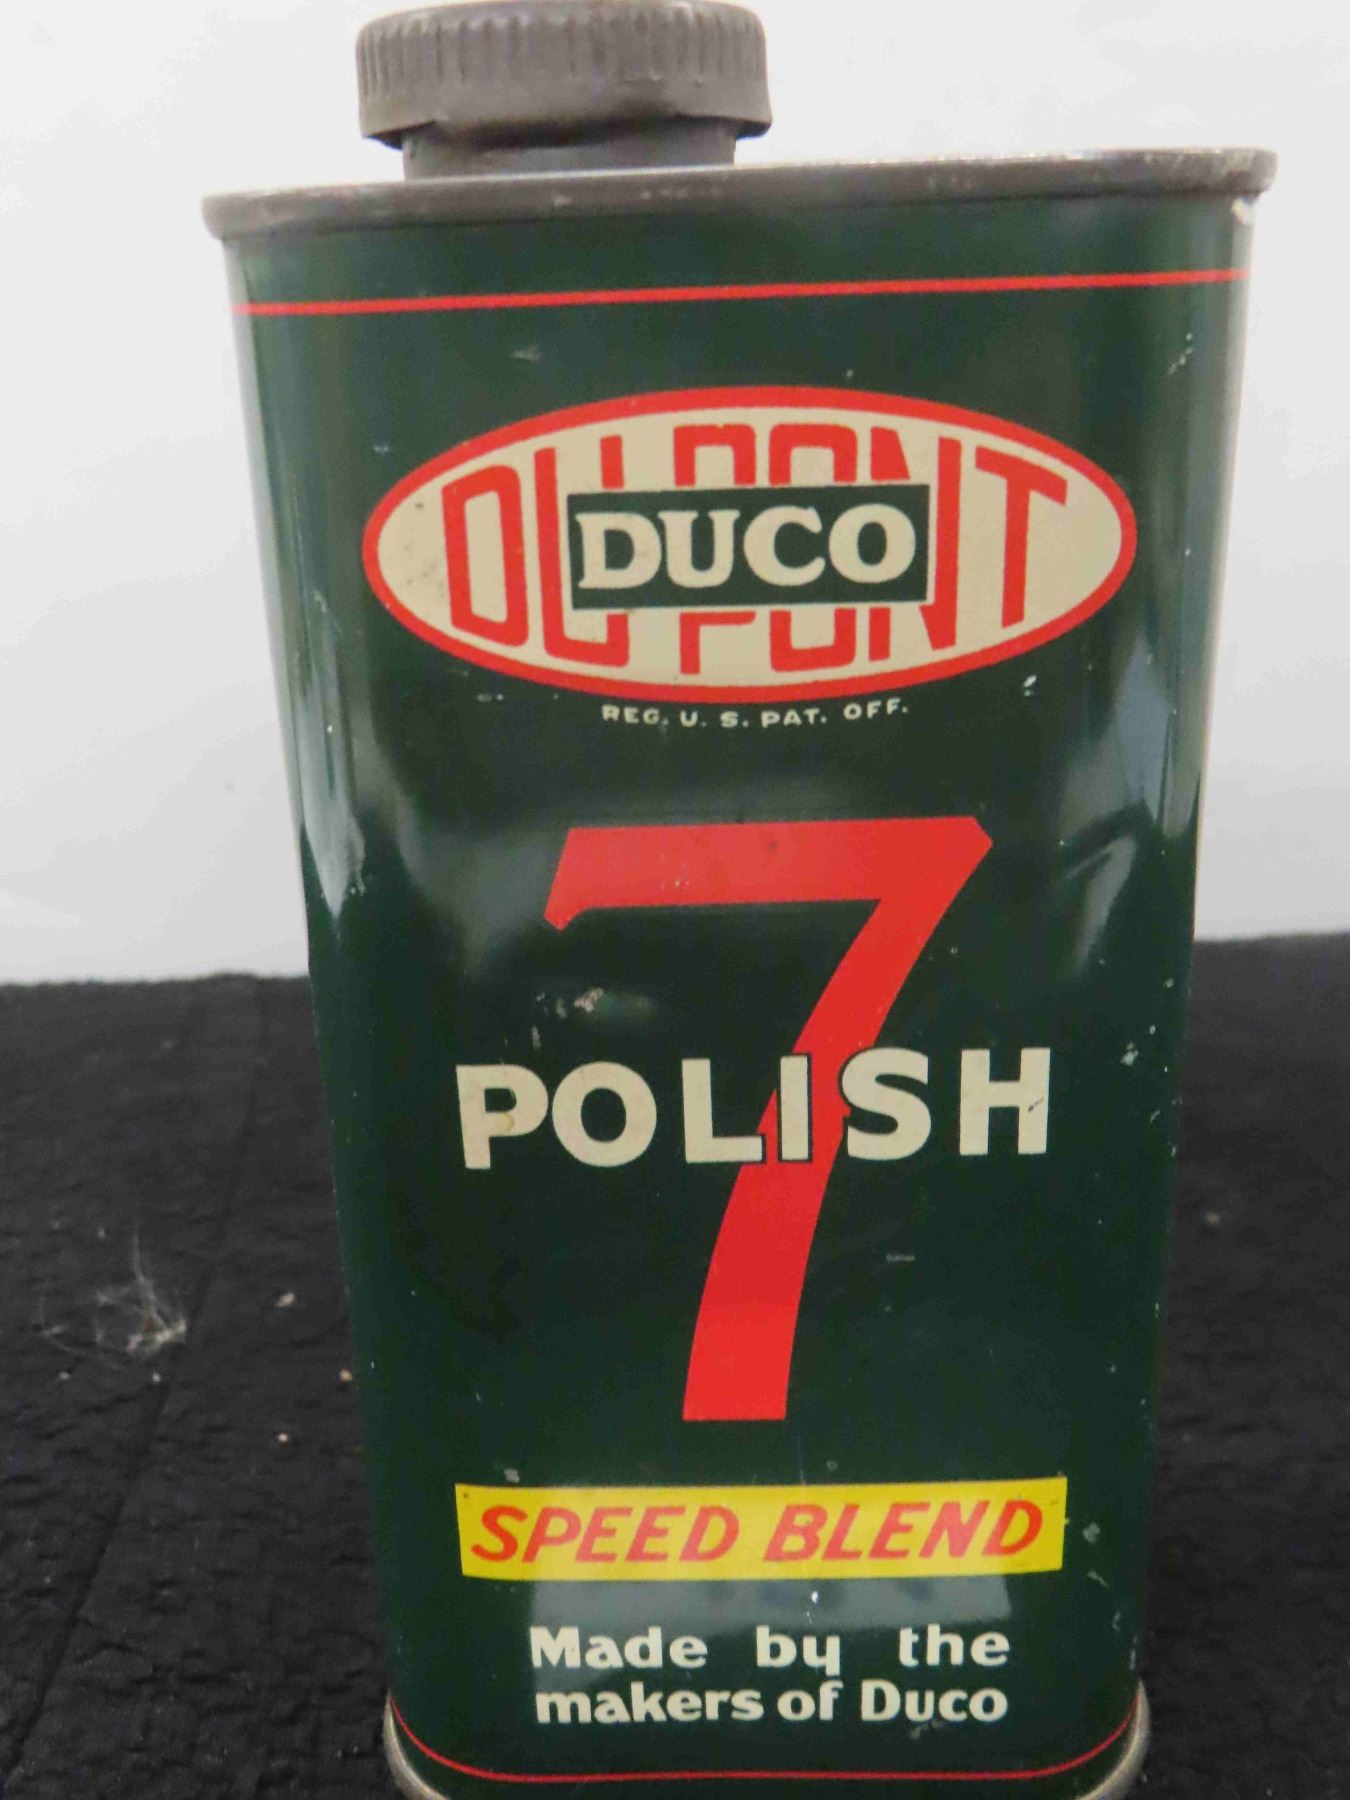 DU PONT
DUCO
REG. U. S. PAT. OFF.
7
POLISH
SPEED BLEND
Made by the
makers of Duco